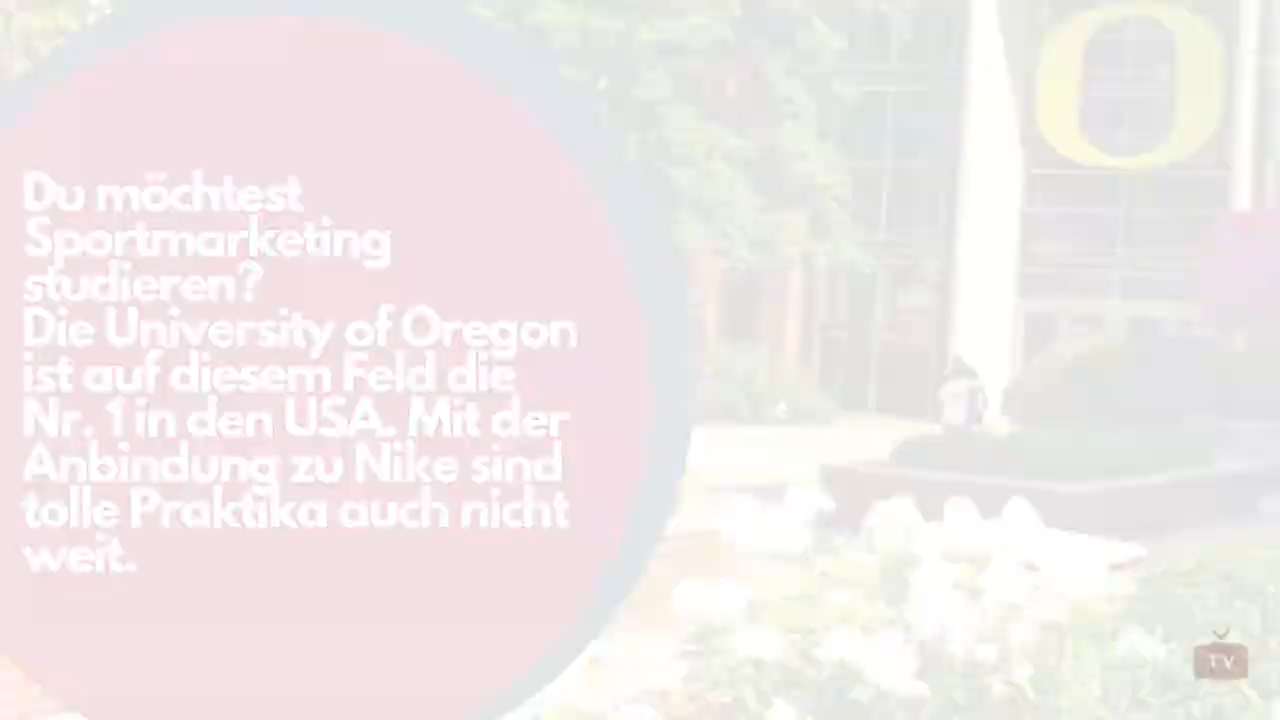 O
Du möchtest
Sportmarketing
studieren?
Die University of Oregon
ist auf diesem Feld die
Nr. 1 in den USA. Mit der
Anbindung zu Nike sind
tolle Praktika auch nicht
weit.
TV